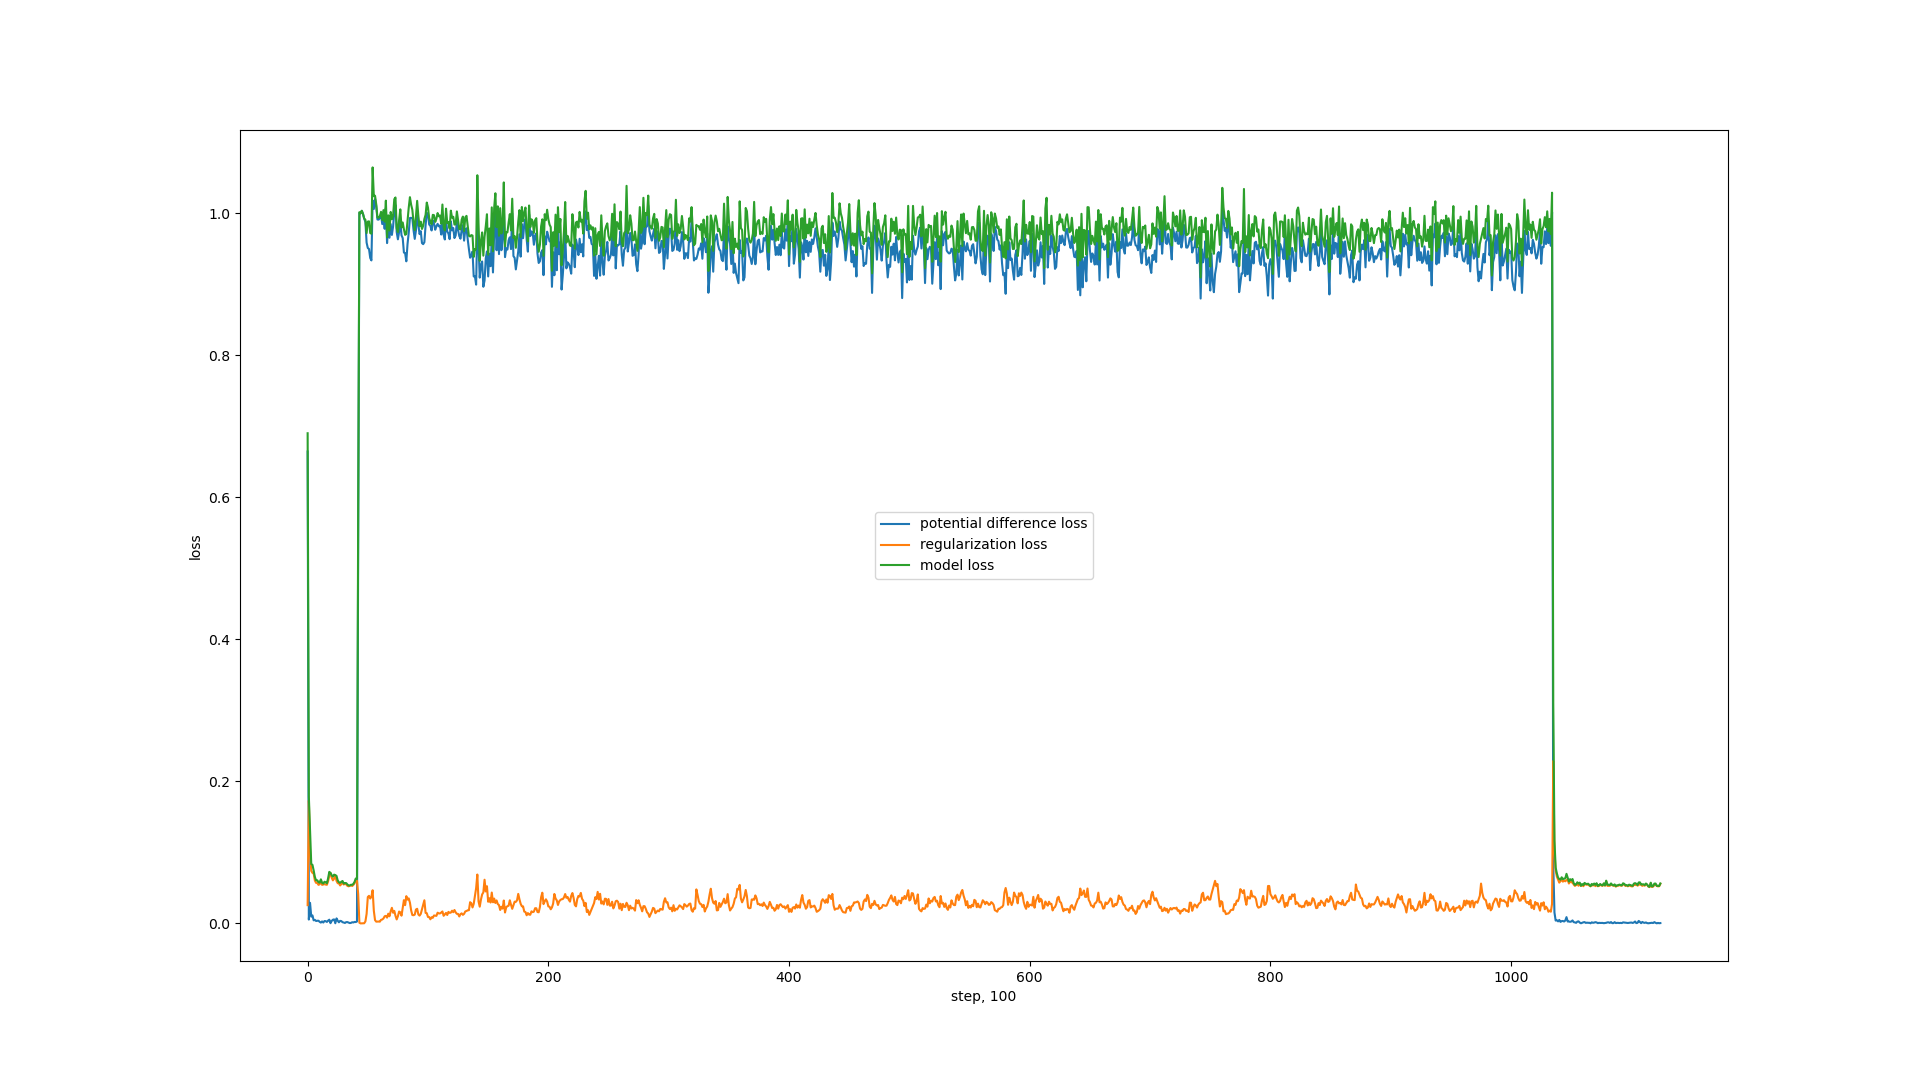 1.0
0.8
0.6
0.4
0.2
0.0
loss
potential difference loss
regularization loss
model loss
0 200 400 600 800 1000
step, 100